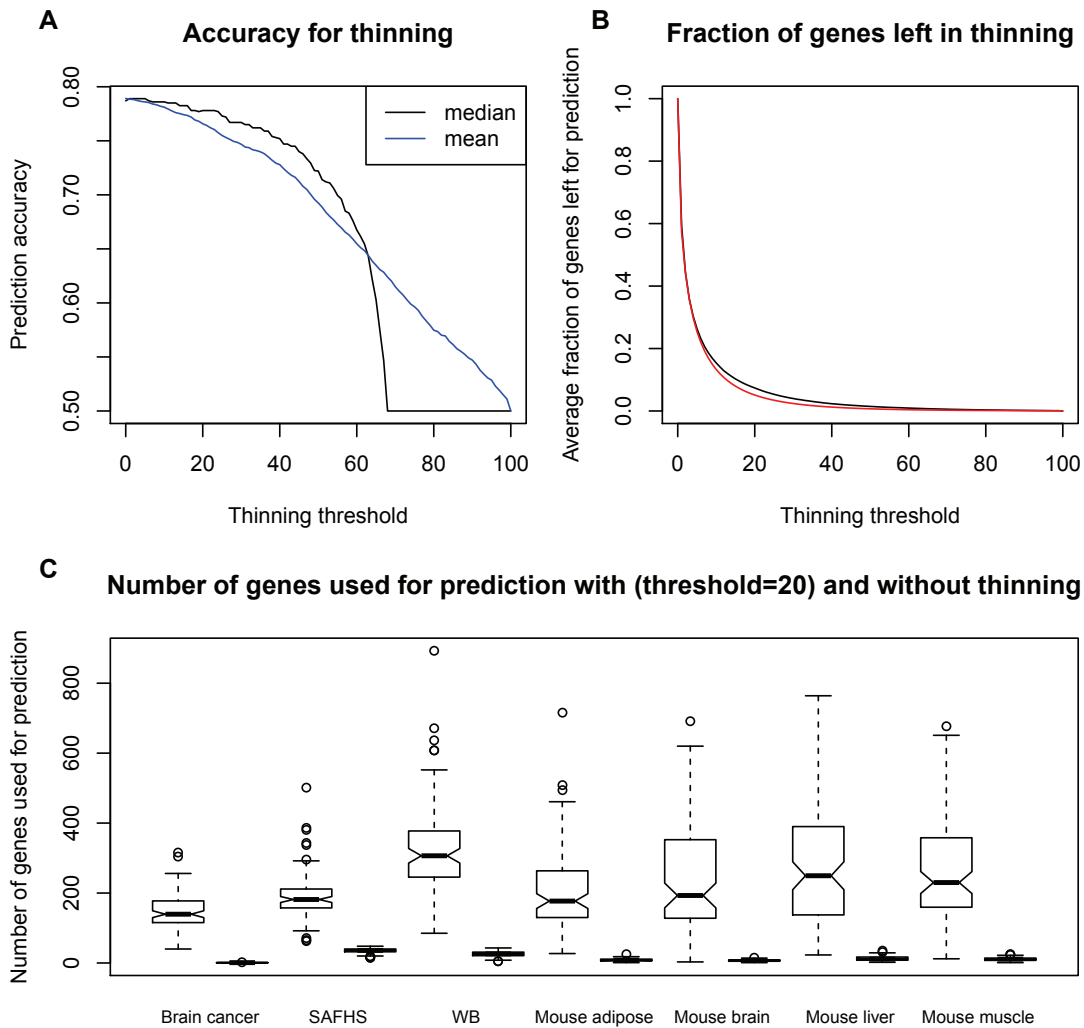 A
Accuracy for thinning
Prediction accuracy
0.50 0.60 0.70 0.80
median
mean
0 20 40 60 80 100
Thinning threshold
B
Fraction of genes left in thinning
Average fraction of genes left for prediction
0.0 0.2 0.4 0.6 0.8 1.0
0 20 40 60 80 100
Thinning threshold
C
Number of genes used for prediction with (threshold=20) and without thinning
Number of genes used for prediction
0 200 400 600 800
Brain cancer SAFHS WB Mouse adipose Mouse brain Mouse liver Mouse muscle